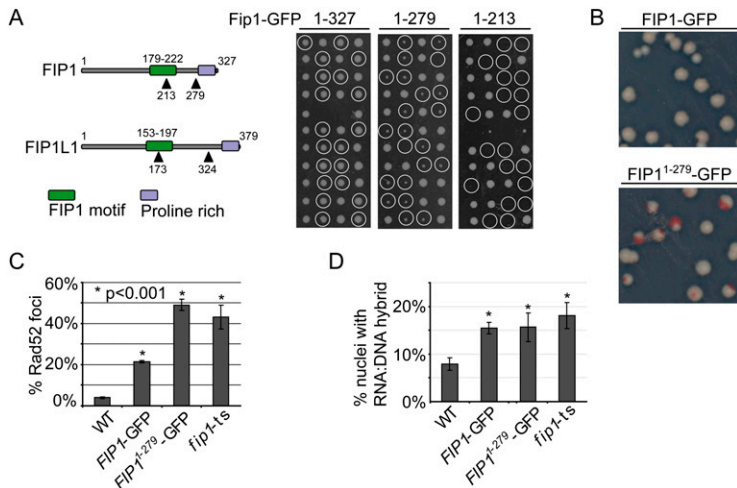 A
Fip1-GFP 1-327 1-279 1-213
FIP1
1
179-222
327
213
279
FIP1L1
1
153-197
379
173
324
FIP1 motif
Proline rich
B
FIP1-GFP
FIP1¹⁻²⁷⁹-GFP
C
% Rad52 foci
60%
40%
20%
0%
* p<0.001
*
*
*
WT
FIP1-GFP
FIP1¹⁻²⁷⁹-GFP
fip1-ts
D
% nuclei with
RNA:DNA hybrid
20%
15%
10%
0%
*
*
*
WT
FIP1-GFP
FIP1¹⁻²⁷⁹-GFP
fip1-ts